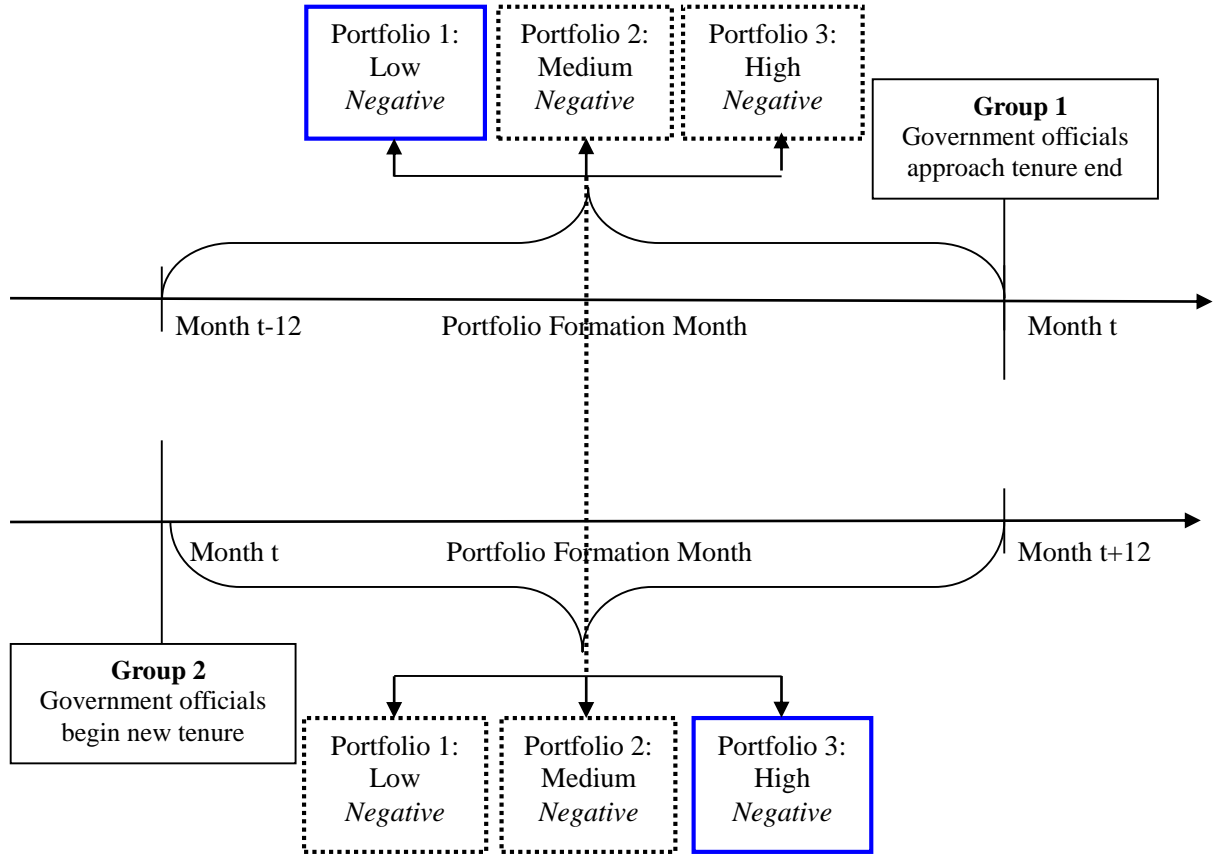 Portfolio 1:
Low
Negative
Portfolio 2:
Medium
Negative
Portfolio 3:
High
Negative
Group 1
Government officials
approach tenure end
Month t-12
Portfolio Formation Month
Month t
Month t
Portfolio Formation Month
Month t+12
Group 2
Government officials
begin new tenure
Portfolio 1:
Low
Negative
Portfolio 2:
Medium
Negative
Portfolio 3:
High
Negative